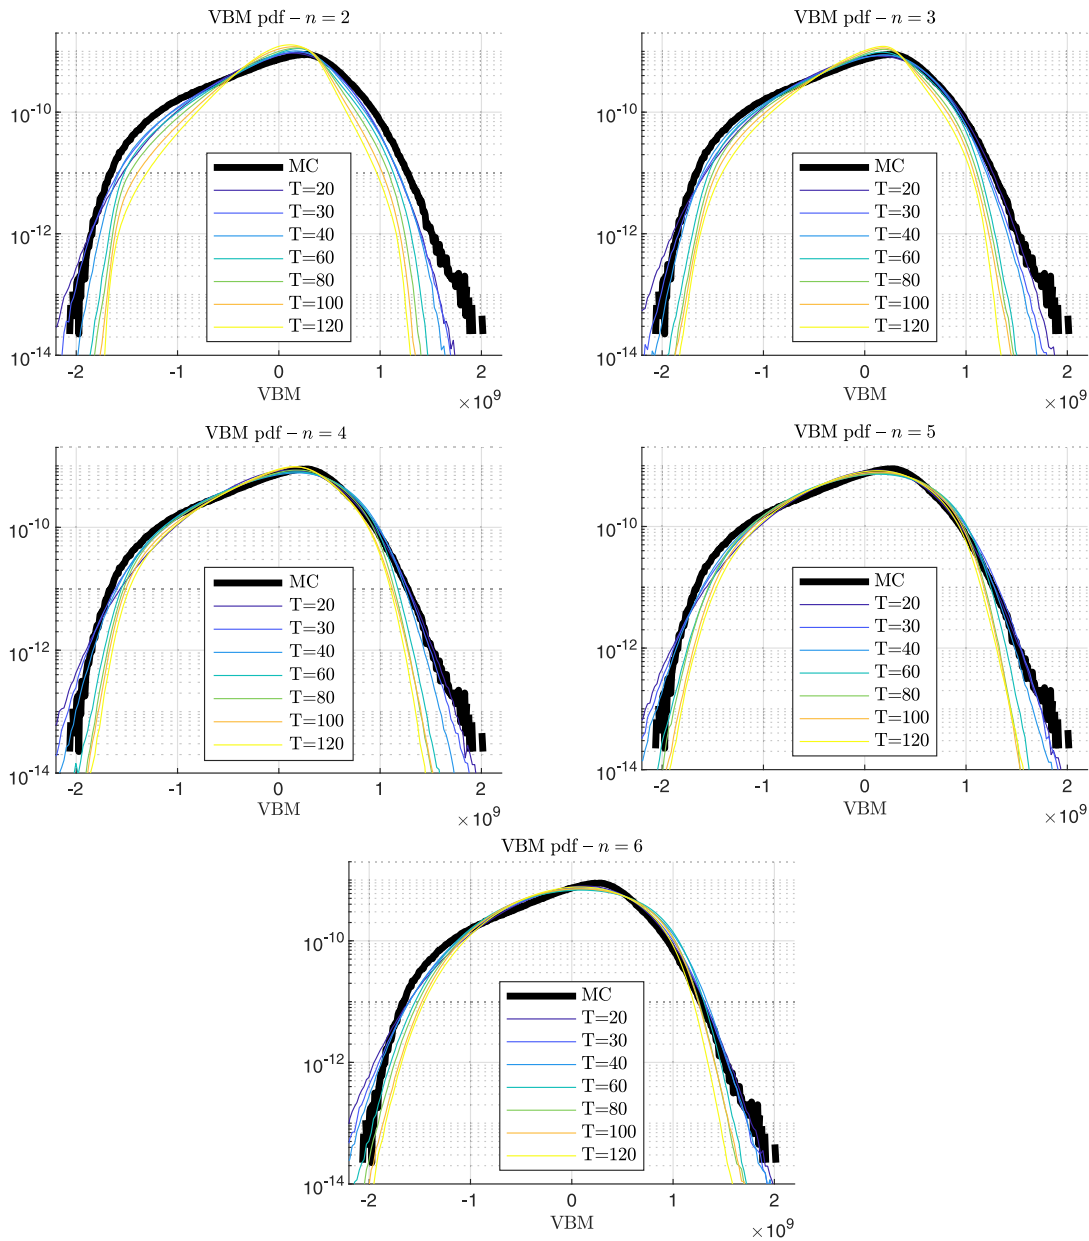 VBM pdf – n = 2
10^-10
10^-12
10^-14
MC
T=20
T=30
T=40
T=60
T=80
T=100
T=120
-2 -1 0 1 2
VBM
×10^9
VBM pdf – n = 3
10^-10
10^-12
10^-14
MC
T=20
T=30
T=40
T=60
T=80
T=100
T=120
-2 -1 0 1 2
VBM
×10^9
VBM pdf – n = 4
10^-10
10^-12
10^-14
MC
T=20
T=30
T=40
T=60
T=80
T=100
T=120
-2 -1 0 1 2
VBM
×10^9
VBM pdf – n = 5
10^-10
10^-12
10^-14
MC
T=20
T=30
T=40
T=60
T=80
T=100
T=120
-2 -1 0 1 2
VBM
×10^9
VBM pdf – n = 6
10^-10
10^-12
10^-14
MC
T=20
T=30
T=40
T=60
T=80
T=100
T=120
-2 -1 0 1 2
VBM
×10^9